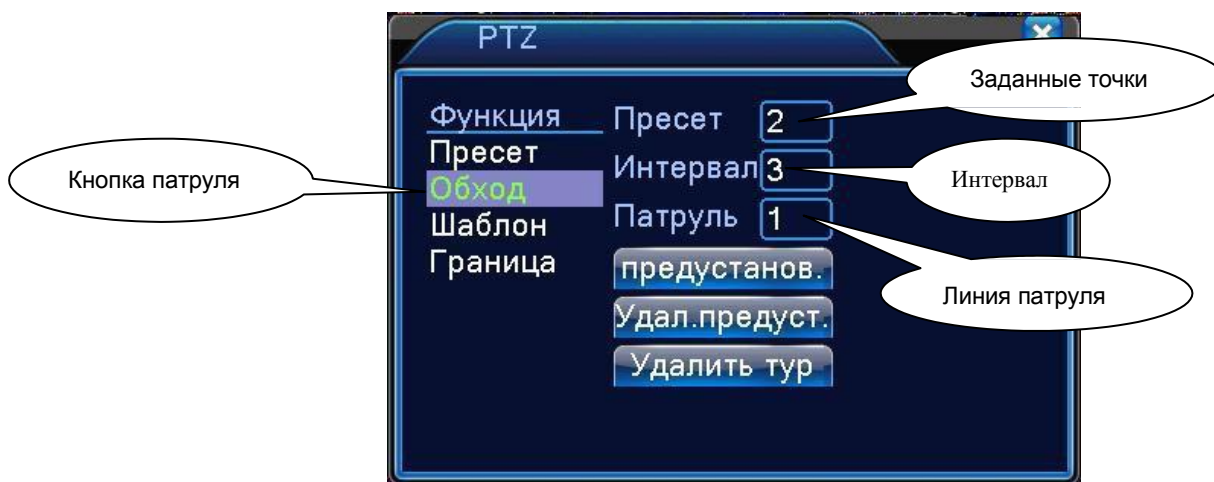 PTZ
Заданные точки
Функция
Пресет 2
Пресет
Интервал 3
Интервал
Кнопка патруля
Обход
Патруль 1
Шаблон
Граница
предустанов.
Линия патруля
Удал.предуст.
Удалить тур